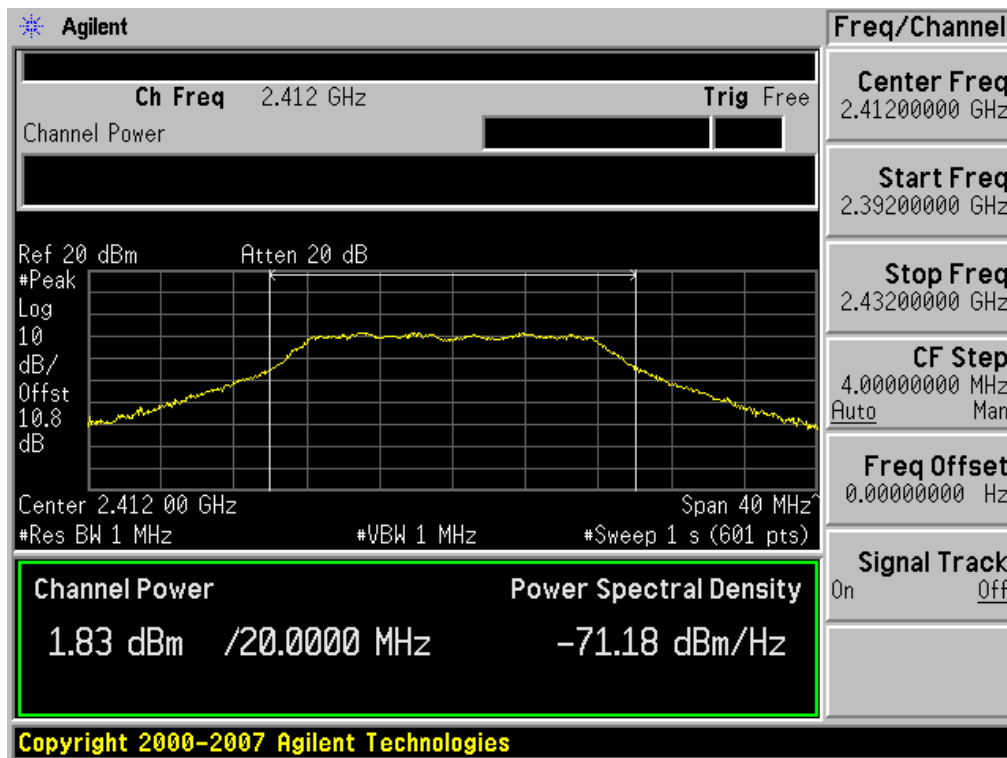 Agilent
Freq/Channel
Ch Freq 2.412 GHz Trig Free
Channel Power
Center Freq
2.41200000 GHz
Start Freq
2.39200000 GHz
Stop Freq
2.43200000 GHz
CF Step
4.00000000 MHz
Auto Man
Freq Offset
0.00000000 Hz
Signal Track
On Off
Ref 20 dBm Atten 20 dB
#Peak
Log
10
dB/
Offst
10.8
dB
Center 2.412 00 GHz Span 40 MHz^
#Res BW 1 MHz #VBW 1 MHz #Sweep 1 s (601 pts)
Channel Power Power Spectral Density
1.83 dBm /20.0000 MHz -71.18 dBm/Hz
Copyright 2000-2007 Agilent Technologies